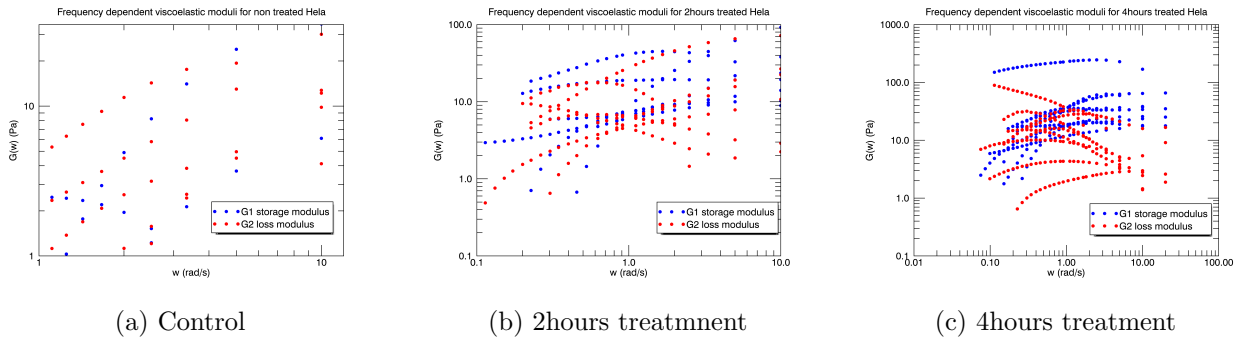 Frequency dependent viscoelastic moduli for non treated Hela
G(w) (Pa)
10
1
1
10
w (rad/s)
G1 storage modulus
G2 loss modulus
(a) Control
Frequency dependent viscoelastic moduli for 2hours treated Hela
G(w) (Pa)
100.0
10.0
1.0
0.1
0.1
1.0
10.0
w (rad/s)
G1 storage modulus
G2 loss modulus
(b) 2hours treatmnent
Frequency dependent viscoelastic moduli for 4hours treated Hela
G(w) (Pa)
1000.0
100.0
10.0
1.0
0.1
0.01
0.10
1.00
10.00
100.00
w (rad/s)
G1 storage modulus
G2 loss modulus
(c) 4hours treatment